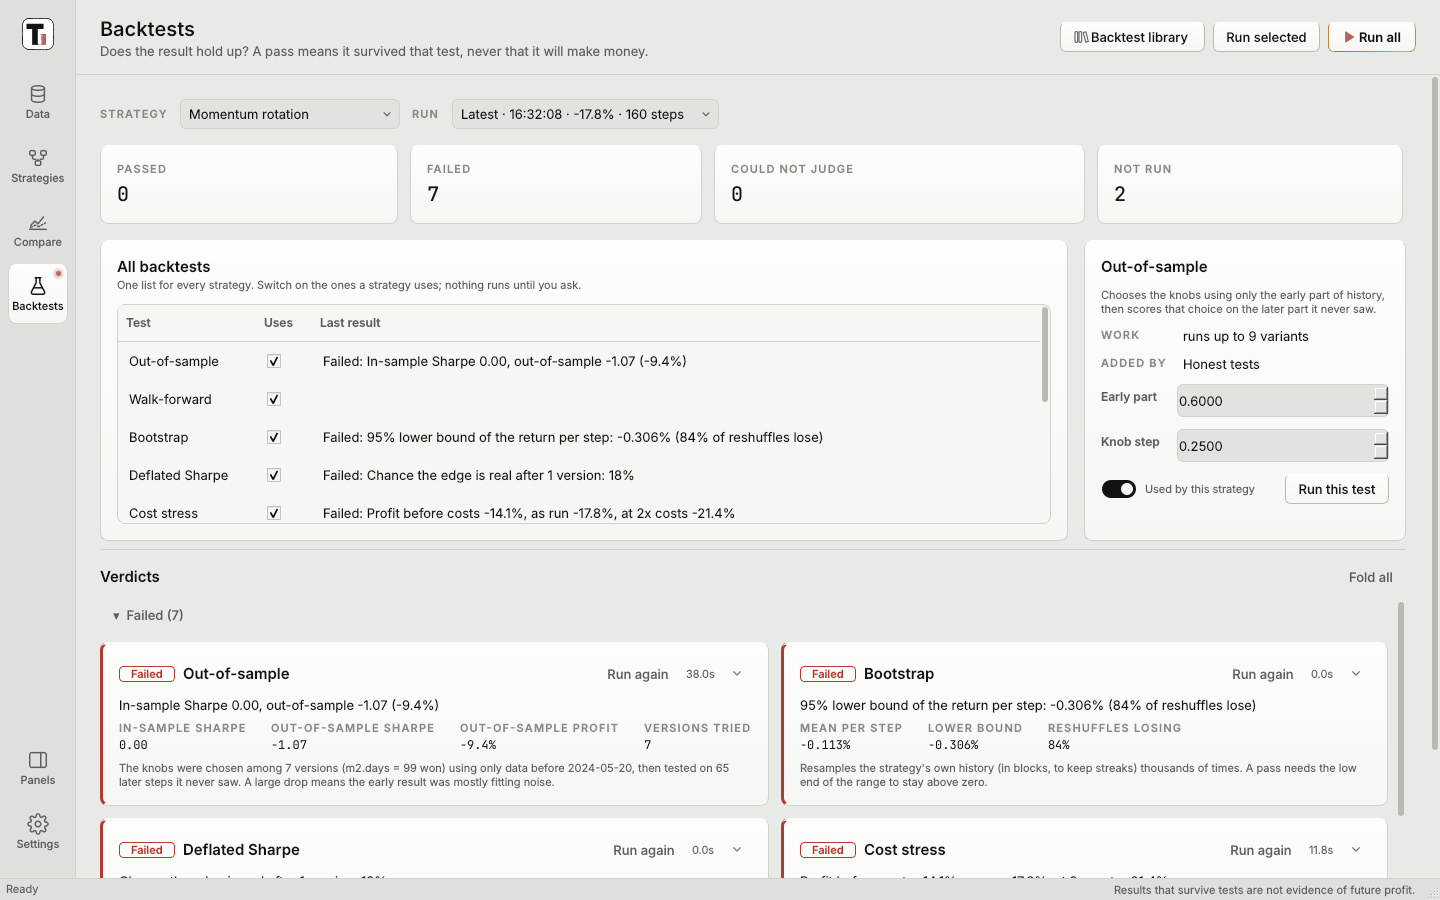 Backtests
Does the result hold up? A pass means it survived that test, never that it will make money.
Backtest library
Run selected
Run all
Data
Strategies
Compare
Backtests
Panels
Settings
STRATEGY
Momentum rotation
RUN
Latest · 16:32:08 · -17.8% · 160 steps
PASSED
0
FAILED
7
COULD NOT JUDGE
0
NOT RUN
2
All backtests
One list for every strategy. Switch on the ones a strategy uses; nothing runs until you ask.
Test Uses Last result
Out-of-sample Failed: In-sample Sharpe 0.00, out-of-sample -1.07 (-9.4%)
Walk-forward
Bootstrap Failed: 95% lower bound of the return per step: -0.306% (84% of reshuffles lose)
Deflated Sharpe Failed: Chance the edge is real after 1 version: 18%
Cost stress Failed: Profit before costs -14.1%, as run -17.8%, at 2x costs -21.4%
Out-of-sample
Chooses the knobs using only the early part of history,
then scores that choice on the later part it never saw.
WORK runs up to 9 variants
ADDED BY Honest tests
Early part 0.6000
Knob step 0.2500
Used by this strategy
Run this test
Verdicts
Fold all
▾ Failed (7)
Failed Out-of-sample Run again 38.0s
In-sample Sharpe 0.00, out-of-sample -1.07 (-9.4%)
IN-SAMPLE SHARPE OUT-OF-SAMPLE SHARPE OUT-OF-SAMPLE PROFIT VERSIONS TRIED
0.00 -1.07 -9.4% 7
The knobs were chosen among 7 versions (m2.days = 99 won) using only data before 2024-05-20, then tested on 65
later steps it never saw. A large drop means the early result was mostly fitting noise.
Failed Bootstrap Run again 0.0s
95% lower bound of the return per step: -0.306% (84% of reshuffles lose)
MEAN PER STEP LOWER BOUND RESHUFFLES LOSING
-0.113% -0.306% 84%
Resamples the strategy's own history (in blocks, to keep streaks) thousands of times. A pass needs the low
end of the range to stay above zero.
Failed Deflated Sharpe Run again 0.0s
Failed Cost stress Run again 11.8s
Ready
Results that survive tests are not evidence of future profit.